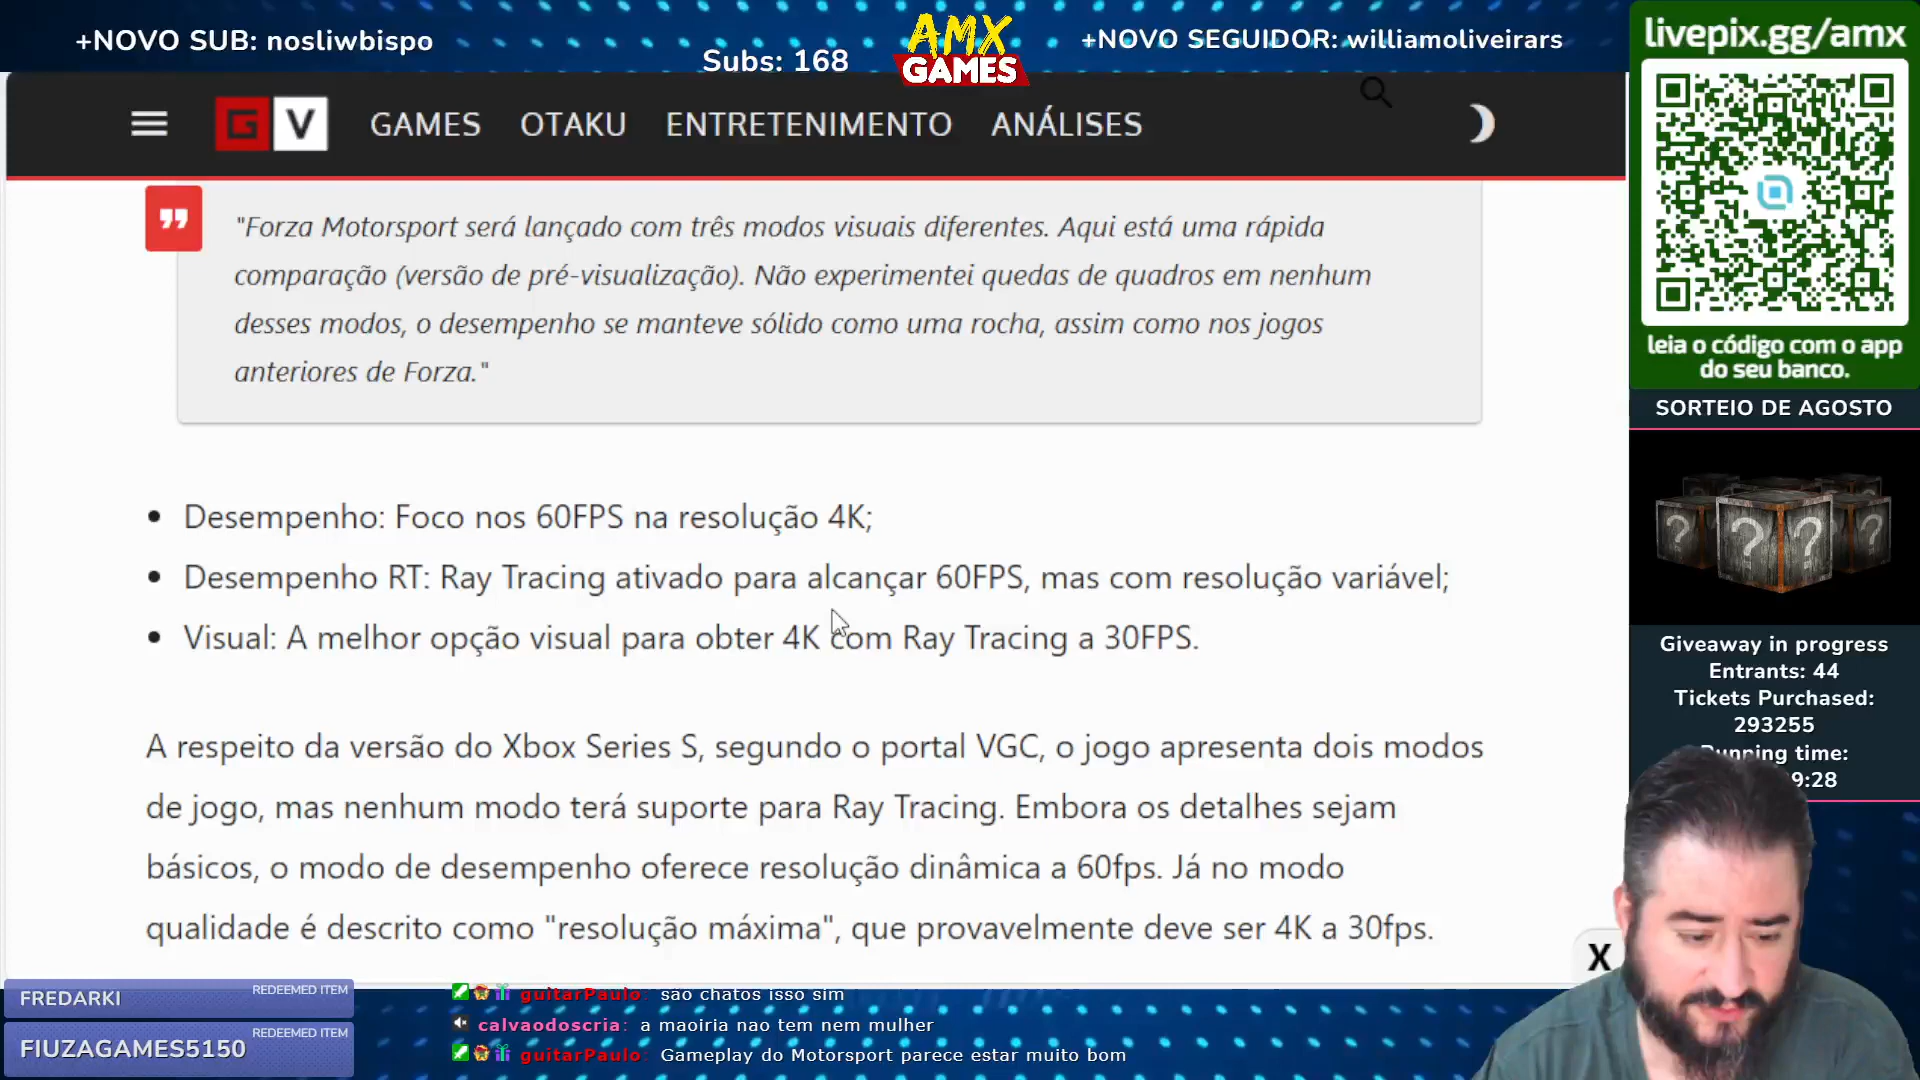 +NOVO SUB: nosliwbispo
Subs: 168
AMX
GAMES
+NOVO SEGUIDOR: williamoliveirars
livepix.gg/amx
G V
GAMES
OTAKU
ENTRETENIMENTO
ANÁLISES
"Forza Motorsport será lançado com três modos visuais diferentes. Aqui está uma rápida
comparação (versão de pré-visualização). Não experimentei quedas de quadros em nenhum
desses modos, o desempenho se manteve sólido como uma rocha, assim como nos jogos
anteriores de Forza."
Desempenho: Foco nos 60FPS na resolução 4K;
Desempenho RT: Ray Tracing ativado para alcançar 60FPS, mas com resolução variável;
Visual: A melhor opção visual para obter 4K com Ray Tracing a 30FPS.
A respeito da versão do Xbox Series S, segundo o portal VGC, o jogo apresenta dois modos
de jogo, mas nenhum modo terá suporte para Ray Tracing. Embora os detalhes sejam
básicos, o modo de desempenho oferece resolução dinâmica a 60fps. Já no modo
qualidade é descrito como "resolução máxima", que provavelmente deve ser 4K a 30fps.
X
leia o código com o app
do seu banco.
SORTEIO DE AGOSTO
? ? ?
Giveaway in progress
Entrants: 44
Tickets Purchased:
293255
time:
9:28
FREDARKI
REDEEMED ITEM
FIUZAGAMES5150
REDEEMED ITEM
guitarPaulo: são chatos isso sim
calvaodoscria: a maoiria nao tem nem mulher
guitarPaulo: Gameplay do Motorsport parece estar muito bom